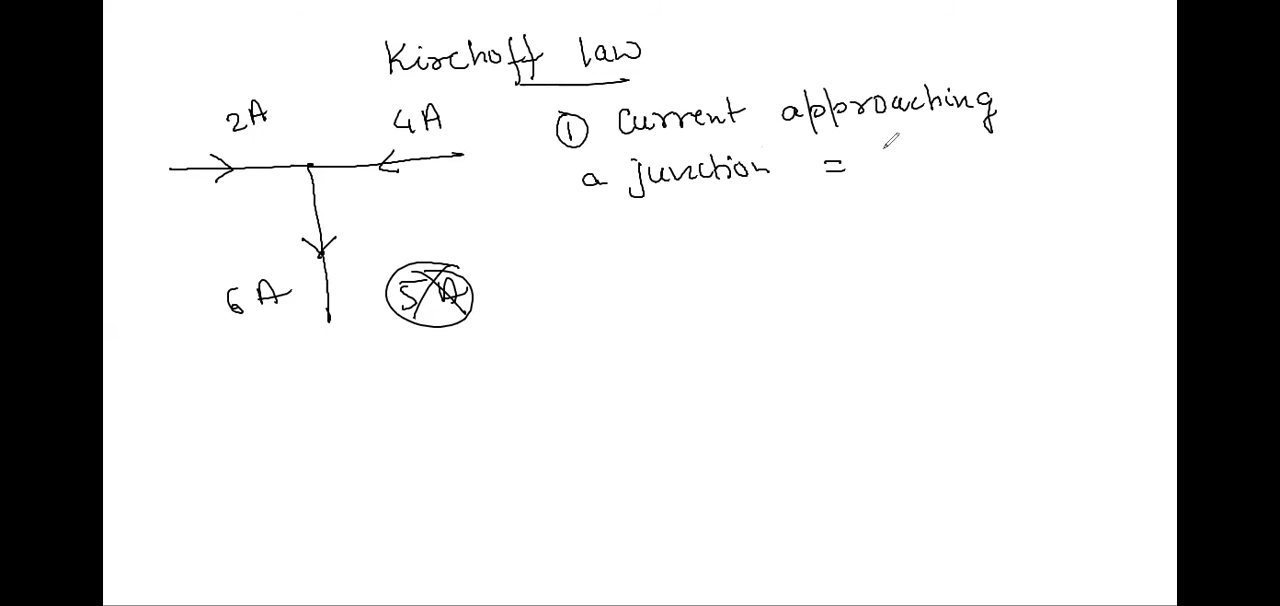 Kirchoff law
2A
4A
① Current approaching
a junction =
6A
5A